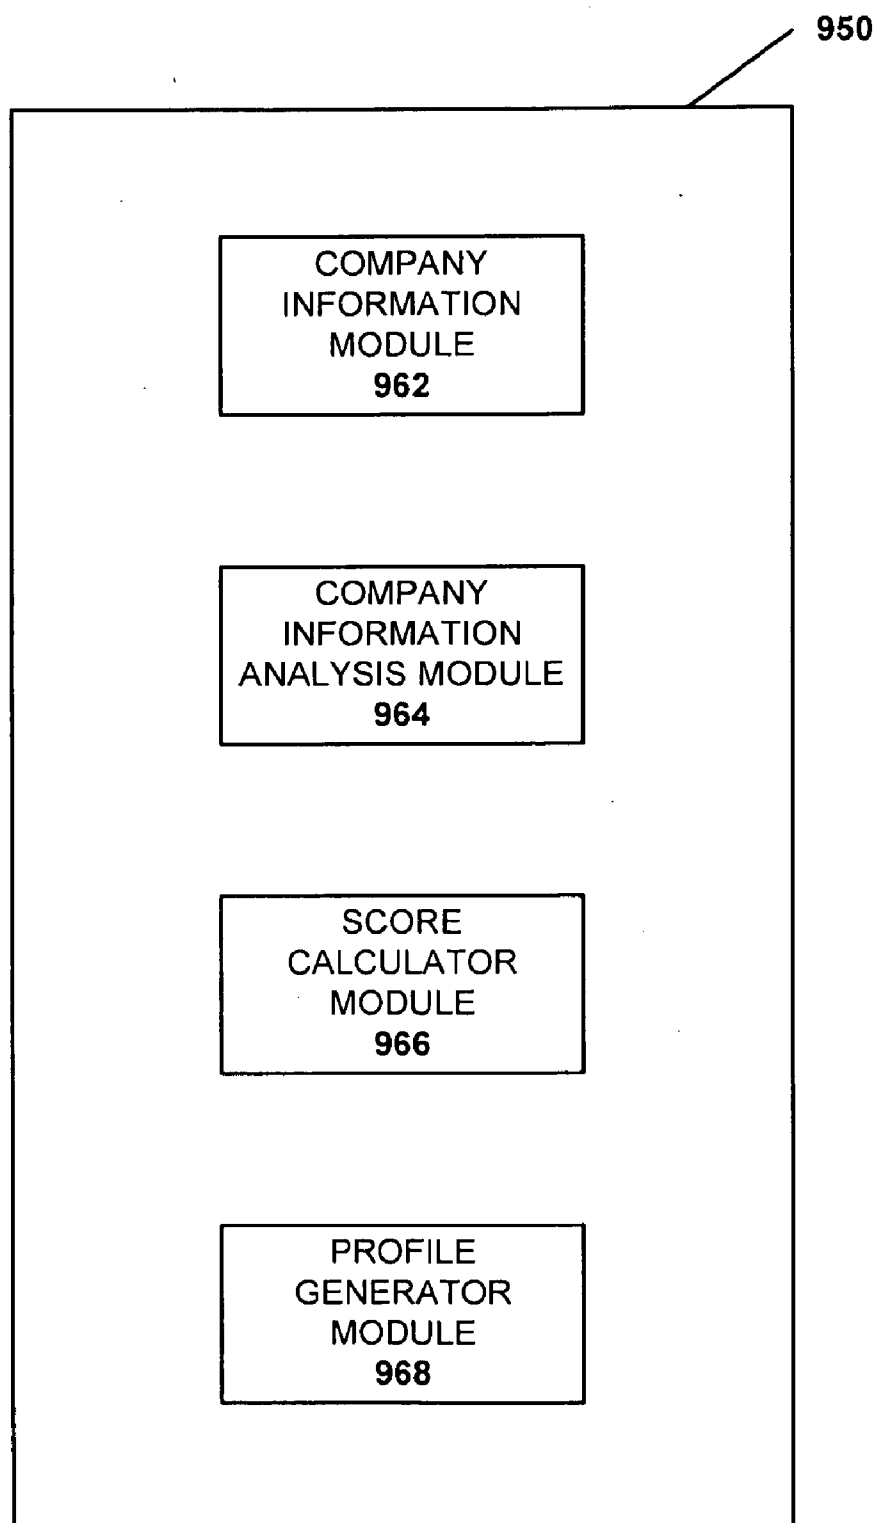 950
COMPANY
INFORMATION
MODULE
962
COMPANY
INFORMATION
ANALYSIS MODULE
964
SCORE
CALCULATOR
MODULE
966
PROFILE
GENERATOR
MODULE
968